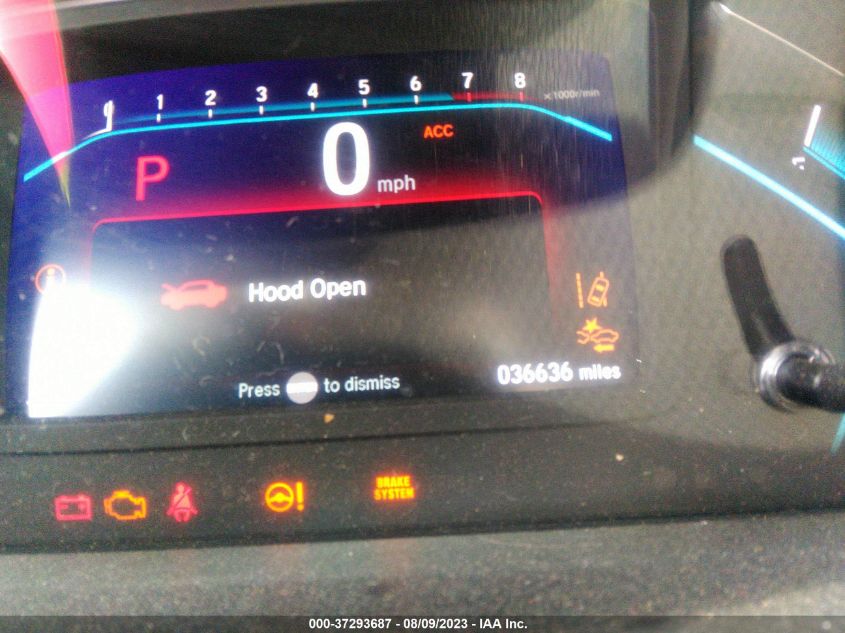 0 1 2 3 4 5 6 7 8 ×1000r/min
ACC
P 0 mph
Hood Open
Press to dismiss
036636 miles
BRAKE
SYSTEM
000-37293687 - 08/09/2023 - IAA Inc.